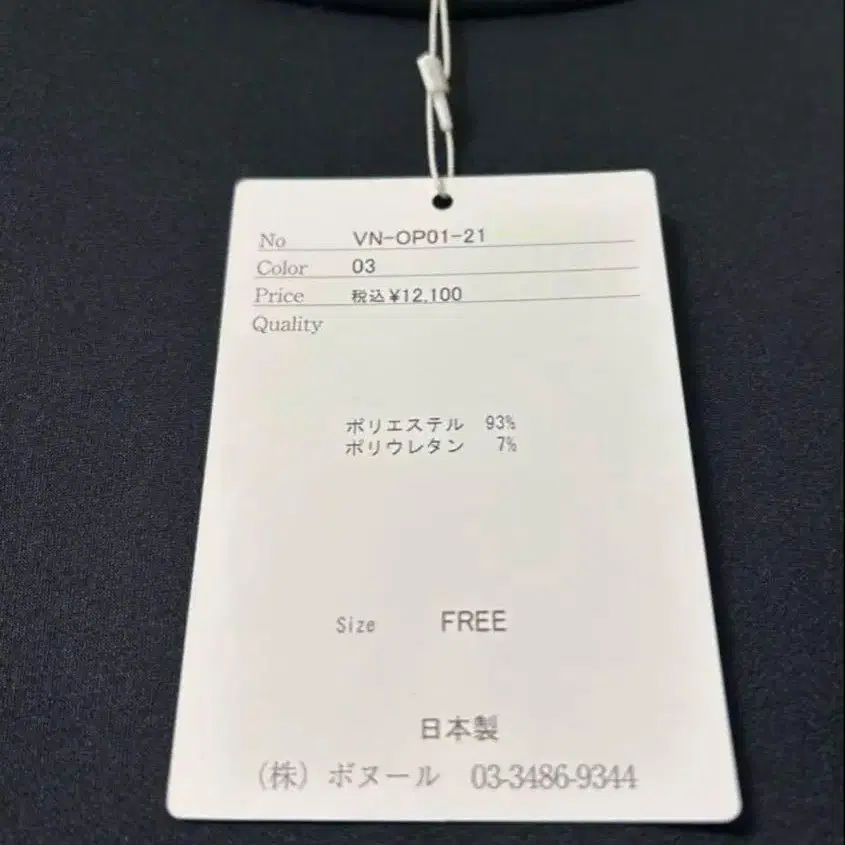 No VN-OP01-21
Color 03
Price 税込¥12,100
Quality
ポリエステル 93%
ポリウレタン 7%
Size FREE
日本製
(株) ボヌール 03-3486-9344